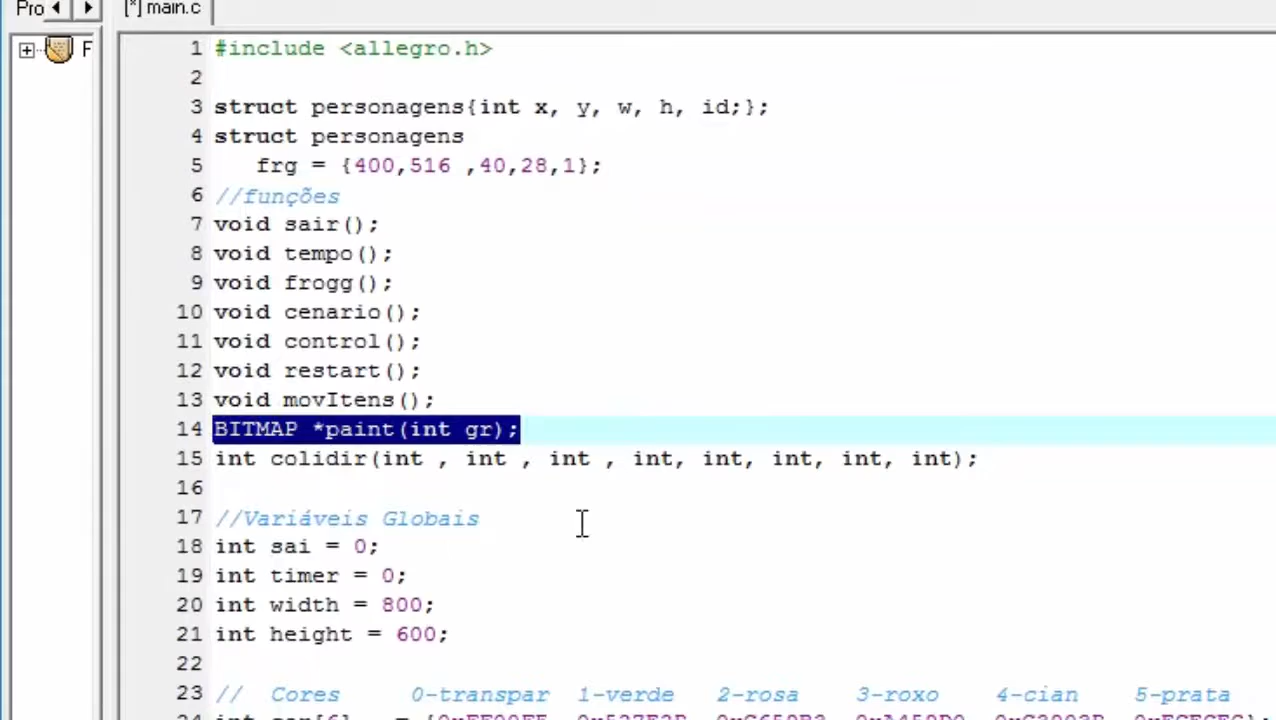 Pro
[*] main.c
F
1 #include <allegro.h>
2
3 struct personagens{int x, y, w, h, id;};
4 struct personagens
5 frg = {400,516 ,40,28,1};
6 //funções
7 void sair();
8 void tempo();
9 void frogg();
10 void cenario();
11 void control();
12 void restart();
13 void movItens();
14 BITMAP *paint(int gr);
15 int colidir(int , int , int , int, int, int, int, int);
16
17 //Variáveis Globais
18 int sai = 0;
19 int timer = 0;
20 int width = 800;
21 int height = 600;
22
23 // Cores 0-transpar 1-verde 2-rosa 3-roxo 4-cian 5-prata